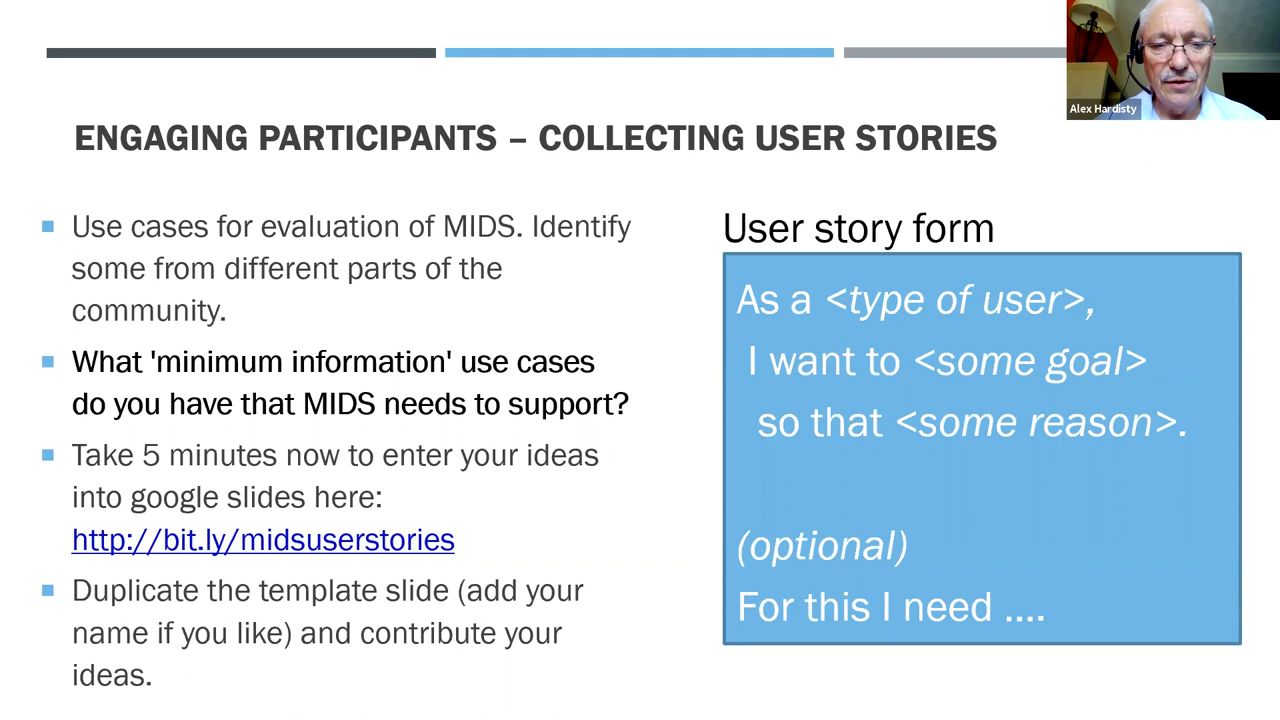 Alex Hardisty
ENGAGING PARTICIPANTS – COLLECTING USER STORIES
Use cases for evaluation of MIDS. Identify
some from different parts of the
community.
What 'minimum information' use cases
do you have that MIDS needs to support?
Take 5 minutes now to enter your ideas
into google slides here:
http://bit.ly/midsuserstories
Duplicate the template slide (add your
name if you like) and contribute your
ideas.
User story form
As a <type of user>,
I want to <some goal>
so that <some reason>.
(optional)
For this I need ....